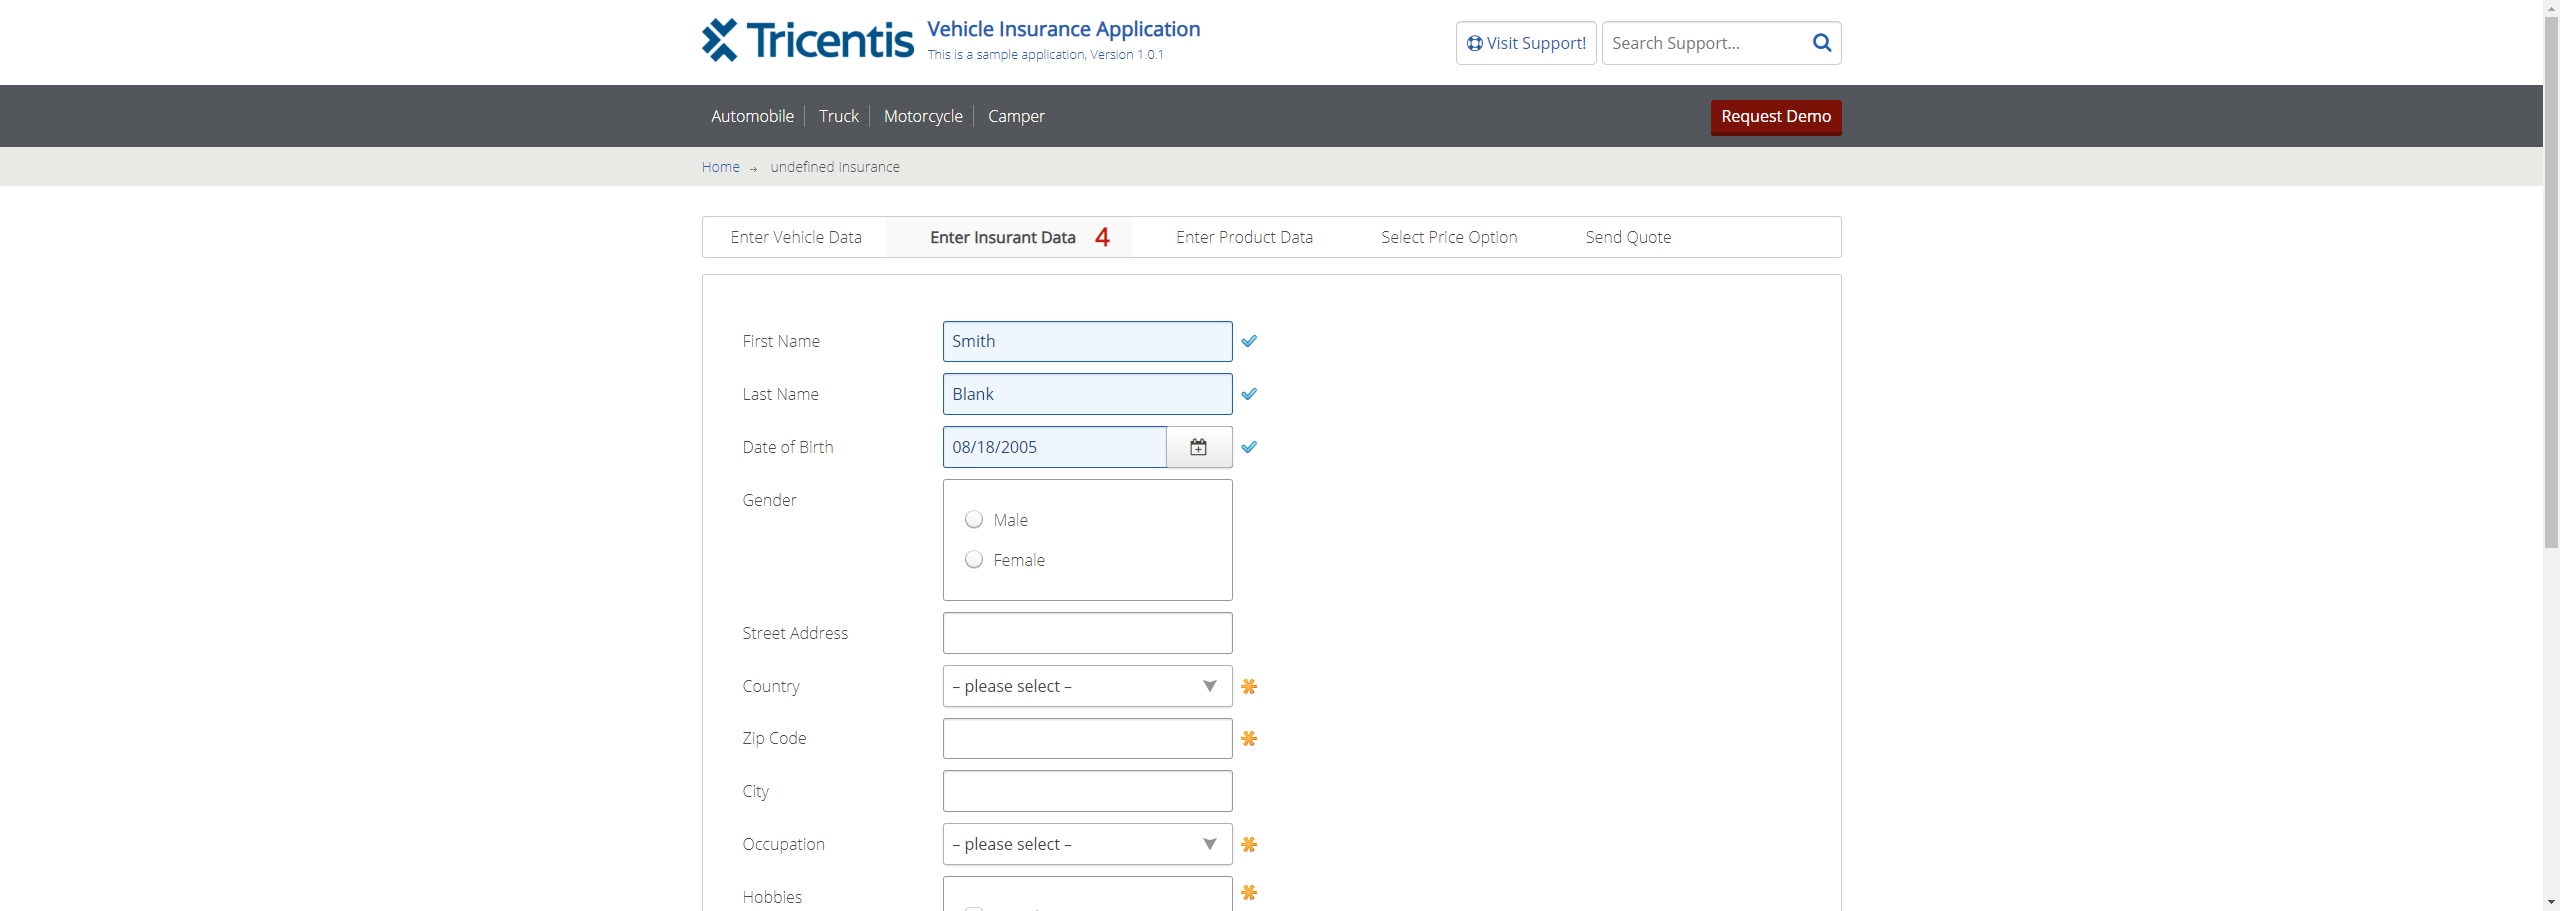 Tricentis
Vehicle Insurance Application
This is a sample application, Version 1.0.1
Visit Support!
Search Support...
Automobile
Truck
Motorcycle
Camper
Request Demo
Home → undefined Insurance
Enter Vehicle Data
Enter Insurant Data 4
Enter Product Data
Select Price Option
Send Quote
First Name
Smith
Last Name
Blank
Date of Birth
08/18/2005
Gender
Male
Female
Street Address
Country
– please select –
Zip Code
City
Occupation
– please select –
Hobbies